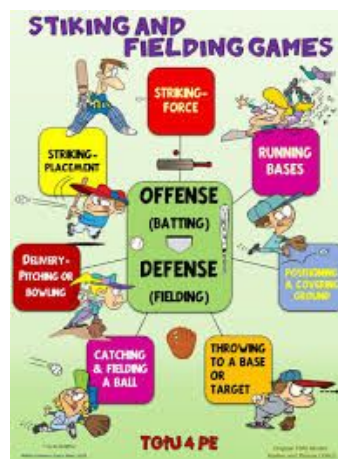 STIKING AND
FIELDING GAMES
STRIKING-
FORCE
STRIKING-
PLACEMENT
RUNNING
BASES
OFFENSE
(BATTING)
DEFENSE
(FIELDING)
DELIVERY-
PITCHING OR
BOWLING
POSITIONING
& COVERING
GROUND
CATCHING
& FIELDING
A BALL
THROWING
TO A BASE
OR
TARGET
TGfU 4 PE